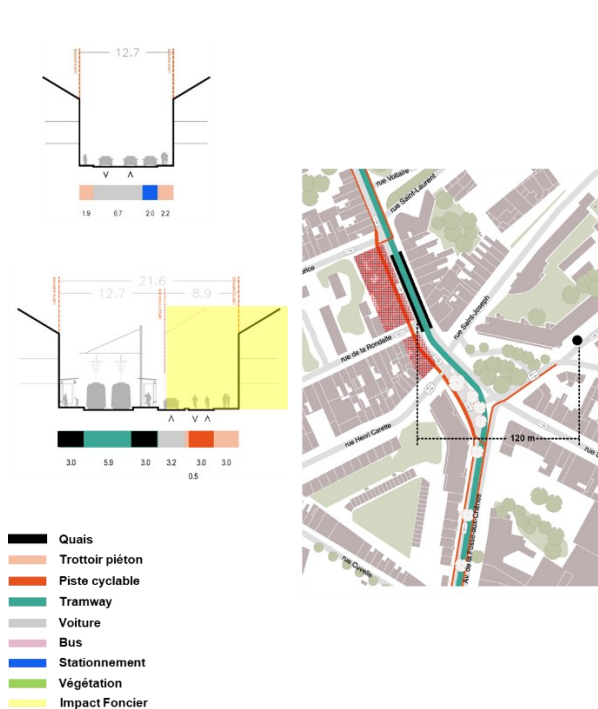 12.7
1.9 6.7 2.0 2.2
21.6
12.7 8.9
3.0 5.9 3.0 3.2 3.0 3.0
0.5
Quais
Trottoir piéton
Piste cyclable
Tramway
Voiture
Bus
Stationnement
Végétation
Impact Foncier
rue Voltaire
rue Saint-Laurent
rue Saint-Joseph
rue de la Rondelle
rue Henri Carette
120 m
Av. de la Fosse-aux-Chênes
rue Cuvelle